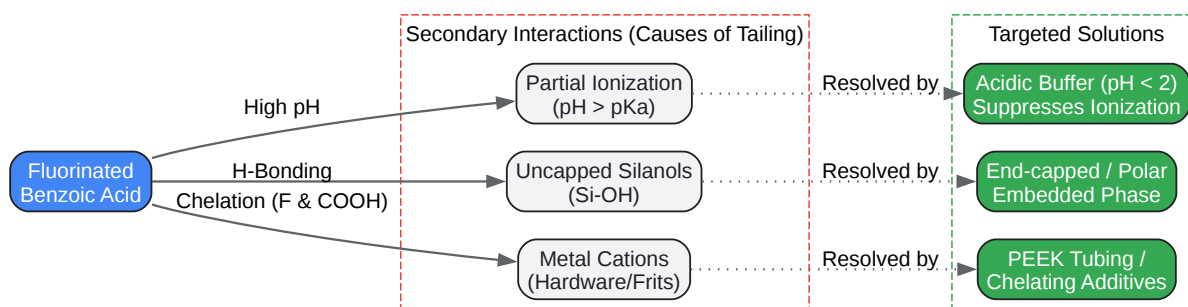 Secondary Interactions (Causes of Tailing)
Targeted Solutions
Fluorinated
Benzoic Acid
High pH
H-Bonding
Chelation (F & COOH)
Partial Ionization
(pH > pKa)
Resolved by
Acidic Buffer (pH < 2)
Suppresses Ionization
Uncapped Silanols
(Si-OH)
Resolved by
End-capped / Polar
Embedded Phase
Metal Cations
(Hardware/Frits)
Resolved by
PEEK Tubing /
Chelating Additives